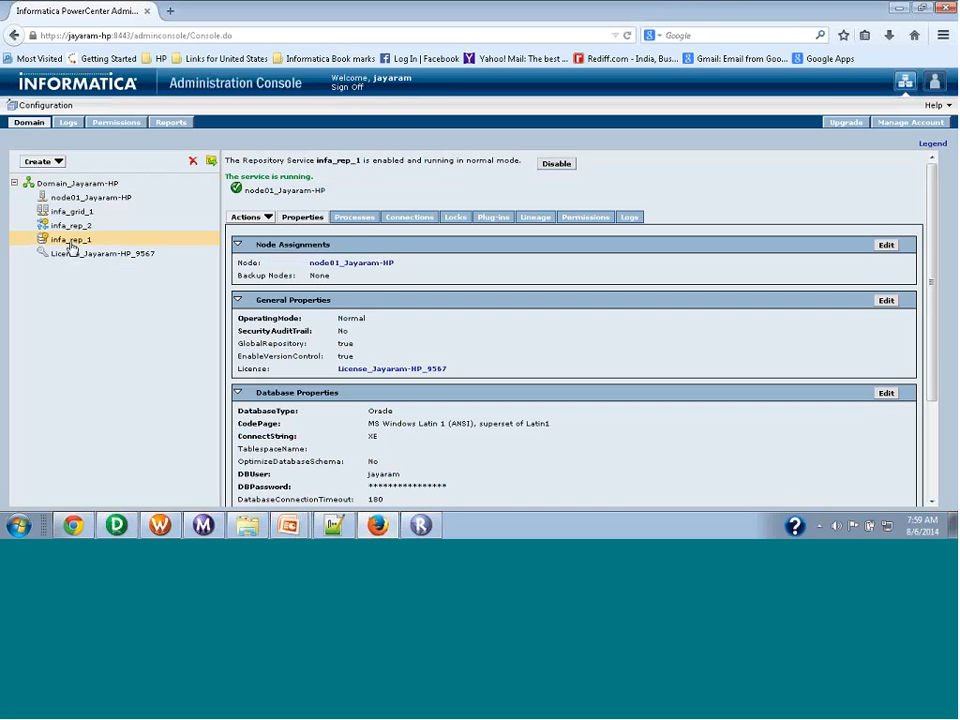 Informatica PowerCenter Admi...
https://jayaram-hp:8443/adminconsole/Console.do
Google
Most Visited Getting Started HP Links for United States Informatica Book marks Log In | Facebook Yahoo! Mail: The best ... Rediff.com - India, Bus... Gmail: Email from Goo... Google Apps
INFORMATICA Administration Console Welcome, jayaram
Sign Off
Configuration Help
Domain Logs Permissions Reports Upgrade Manage Account
Legend
Create
The Repository Service infa_rep_1 is enabled and running in normal mode. Disable
The service is running.
node01_Jayaram-HP
Domain_Jayaram-HP
node01_Jayaram-HP
infa_grid_1
infa_rep_2
infa_rep_1
License_Jayaram-HP_9567
Actions Properties Processes Connections Locks Plug-ins Lineage Permissions Logs
Node Assignments Edit
Node: node01_Jayaram-HP
Backup Nodes: None
General Properties Edit
OperatingMode: Normal
SecurityAuditTrail: No
GlobalRepository: true
EnableVersionControl: true
License: License_Jayaram-HP_9567
Database Properties Edit
DatabaseType: Oracle
CodePage: MS Windows Latin 1 (ANSI), superset of Latin1
ConnectString: XE
TablespaceName:
OptimizeDatabaseSchema: No
DBUser: jayaram
DBPassword: ****************
DatabaseConnectionTimeout: 180
7:59 AM
8/6/2014